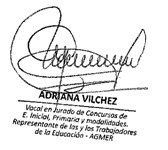 ADRIANA VILCHEZ
Vocal en Jurado de Concursos de
E. Inicial, Primaria y modalidades.
Representante de las y los Trabajadores
de la Educación - AGMER